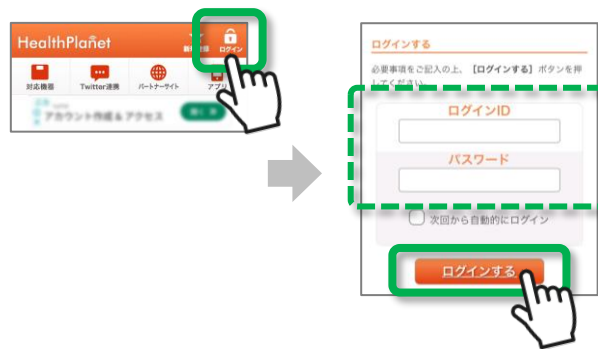 HealthPlanet
ログイン
対応機器
Twitter連携
パートナーサイト
アプリ
アカウント作成&アクセス
ログインする
必要事項をご記入の上、【ログインする】ボタンを押
してください。
ログインID
パスワード
次回から自動的にログイン
ログインする